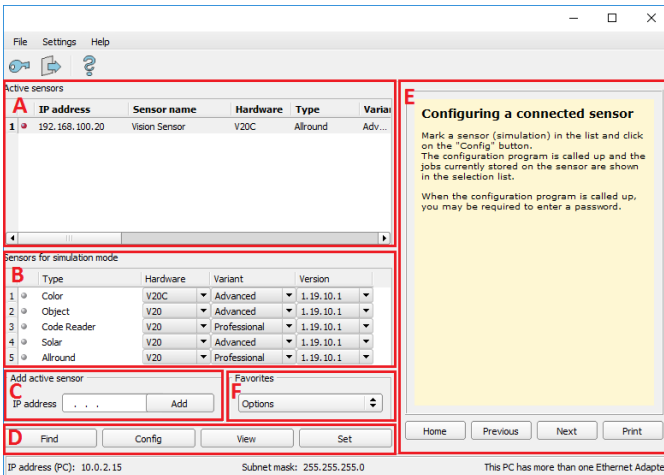 File Settings Help
Active sensors
A IP address Sensor name Hardware Type Varian
1 192.168.100.20 Vision Sensor V20C Allround Adv...
Sensors for simulation mode
B Type Hardware Variant Version
1 Color V20C Advanced 1.19.10.1
2 Object V20 Advanced 1.19.10.1
3 Code Reader V20 Professional 1.19.10.1
4 Solar V20 Advanced 1.19.10.1
5 Allround V20 Professional 1.19.10.1
Add active sensor
C
IP address . . . Add
Favorites
F
Options
D Find Config View Set
E
Configuring a connected sensor
Mark a sensor (simulation) in the list and click
on the "Config" button.
The configuration program is called up and the
jobs currently stored on the sensor are shown
in the selection list.
When the configuration program is called up,
you may be required to enter a password.
Home Previous Next Print
IP address (PC): 10.0.2.15 Subnet mask: 255.255.255.0 This PC has more than one Ethernet Adapte